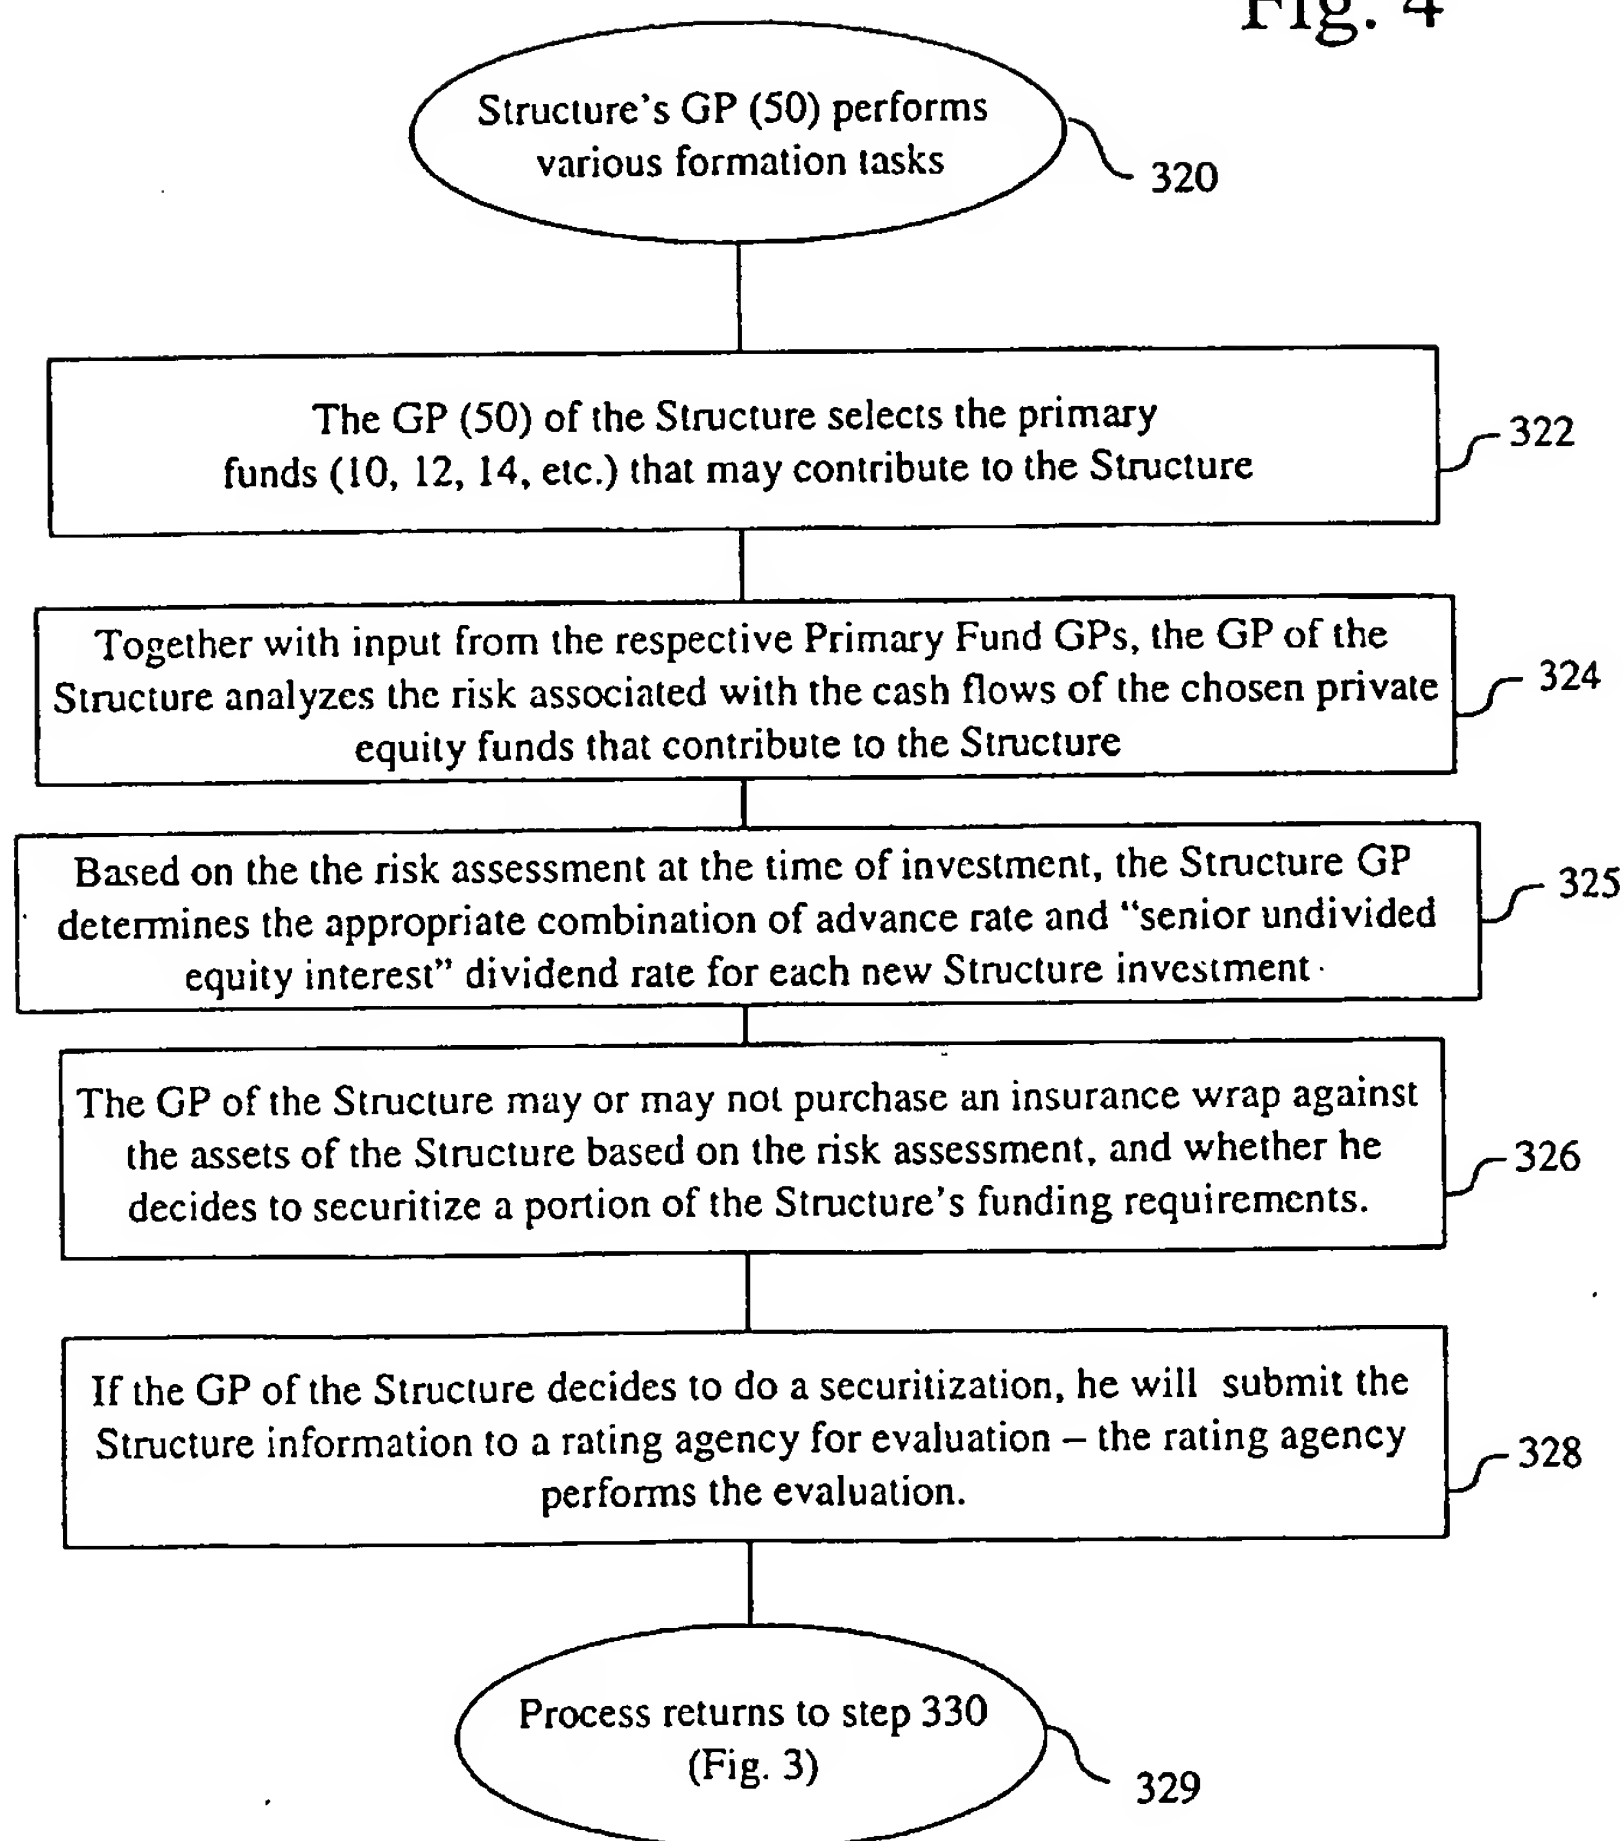 Fig. 4
Structure's GP (50) performs
various formation tasks
320
The GP (50) of the Structure selects the primary
funds (10, 12, 14, etc.) that may contribute to the Structure
322
Together with input from the respective Primary Fund GPs, the GP of the
Structure analyzes the risk associated with the cash flows of the chosen private
equity funds that contribute to the Structure
324
Based on the the risk assessment at the time of investment, the Structure GP
determines the appropriate combination of advance rate and “senior undivided
equity interest” dividend rate for each new Structure investment
325
The GP of the Structure may or may not purchase an insurance wrap against
the assets of the Structure based on the risk assessment, and whether he
decides to securitize a portion of the Structure's funding requirements.
326
If the GP of the Structure decides to do a securitization, he will submit the
Structure information to a rating agency for evaluation – the rating agency
performs the evaluation.
328
Process returns to step 330
(Fig. 3)
329